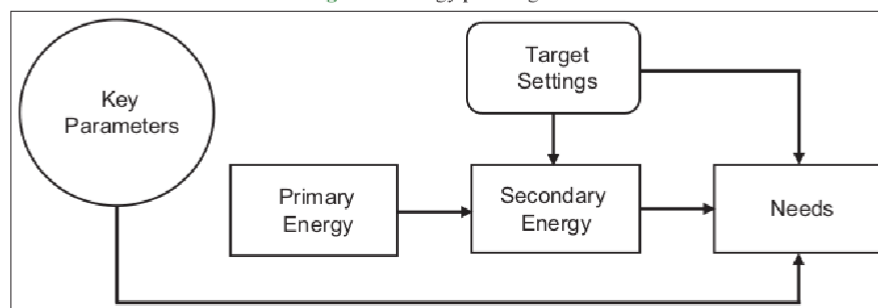 Key
Parameters
Target
Settings
Primary
Energy
Secondary
Energy
Needs